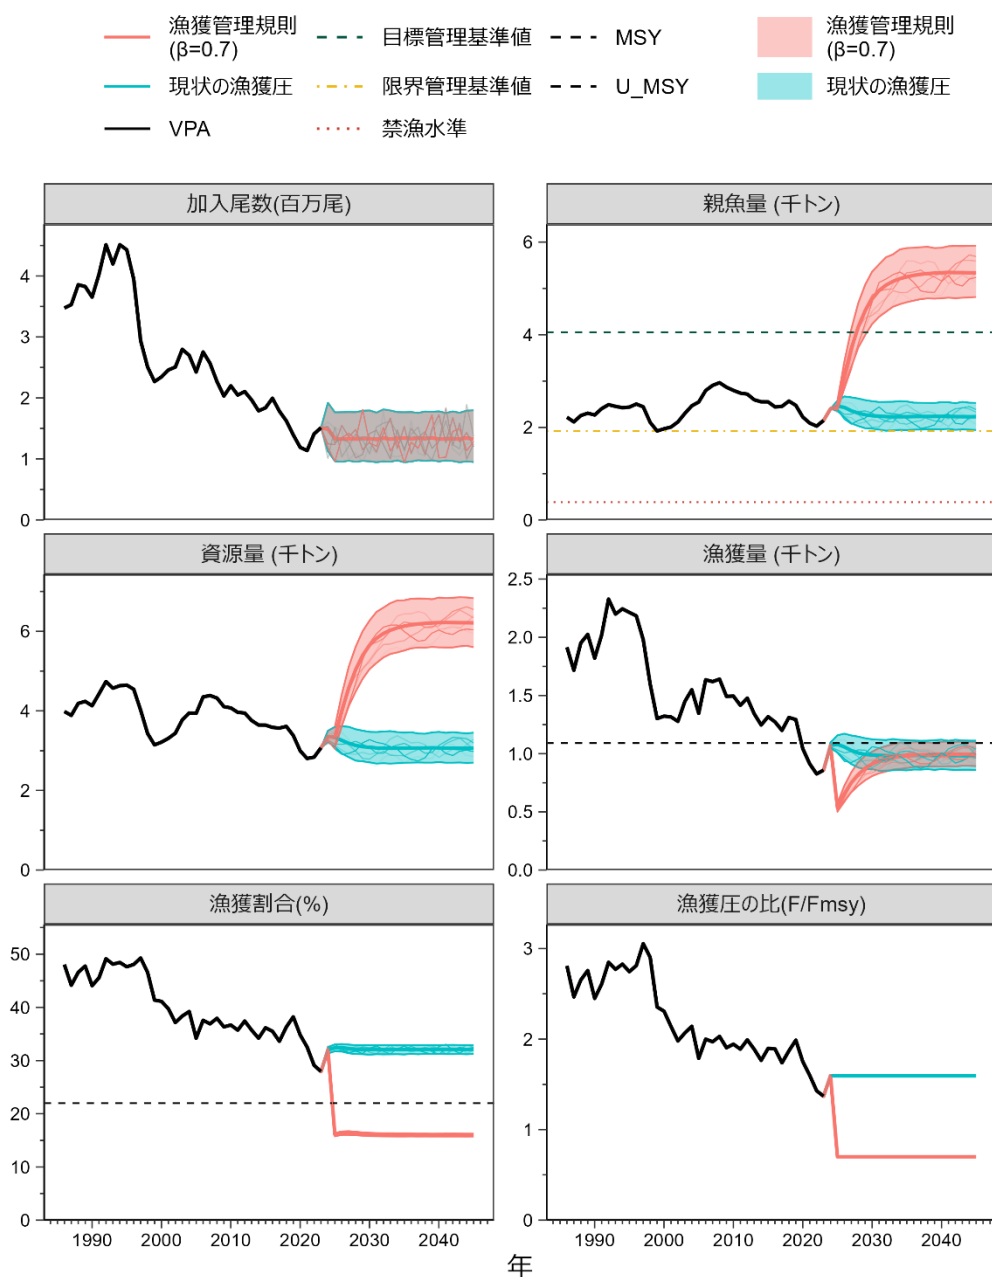 漁獲管理規則
(β=0.7)
目標管理基準値
MSY
漁獲管理規則
(β=0.7)
現状の漁獲圧
限界管理基準値
U_MSY
現状の漁獲圧
VPA
禁漁水準
加入尾数(百万尾)
親魚量 (千トン)
4
3
2
1
0
6
4
2
0
資源量 (千トン)
漁獲量 (千トン)
6
4
2
0
2.5
2.0
1.5
1.0
0.5
0.0
漁獲割合(%)
漁獲圧の比(F/Fmsy)
50
40
30
20
10
0
3
2
1
0
1990 2000 2010 2020 2030 2040
1990 2000 2010 2020 2030 2040
年